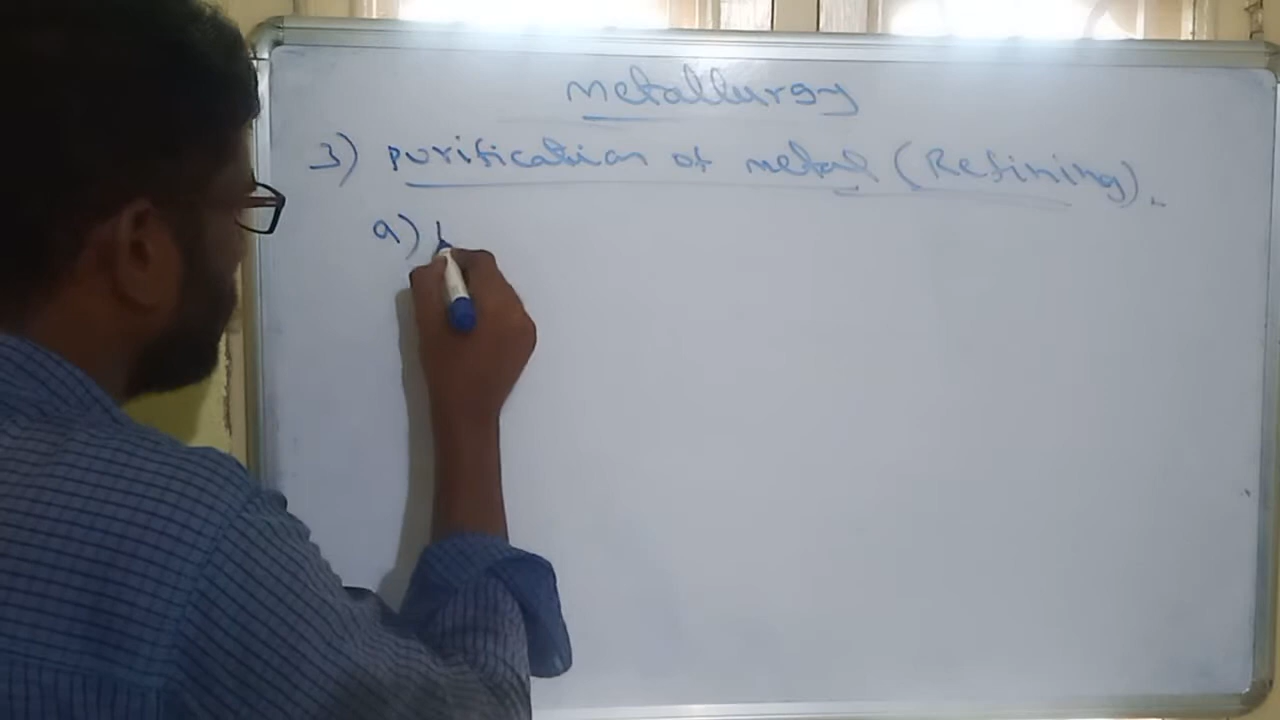 Metallurgy
3) purification of metal (Refining).
a)